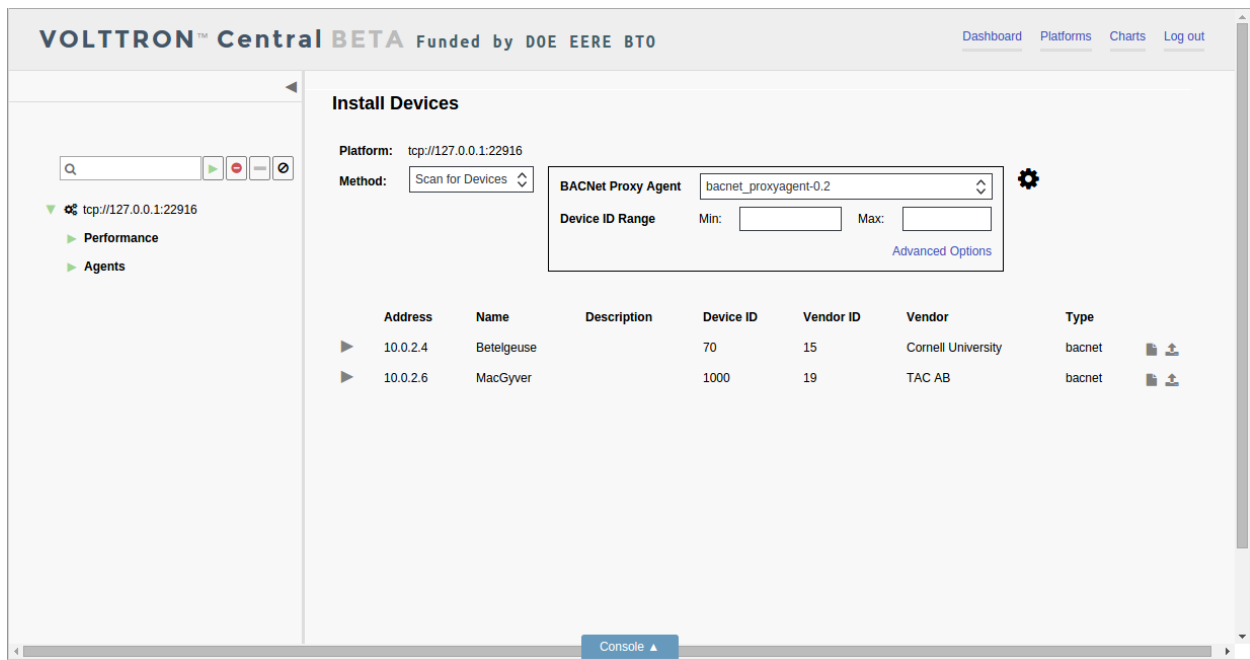 VOLTTRON™ Central BETA Funded by DOE EERE BTO
Dashboard Platforms Charts Log out
Install Devices
Platform: tcp://127.0.0.1:22916
Method: Scan for Devices
BACNet Proxy Agent bacnet_proxyagent-0.2
Device ID Range Min: Max:
Advanced Options
tcp://127.0.0.1:22916
Performance
Agents
Address Name Description Device ID Vendor ID Vendor Type
10.0.2.4 Betelgeuse 70 15 Cornell University bacnet
10.0.2.6 MacGyver 1000 19 TAC AB bacnet
Console ▲